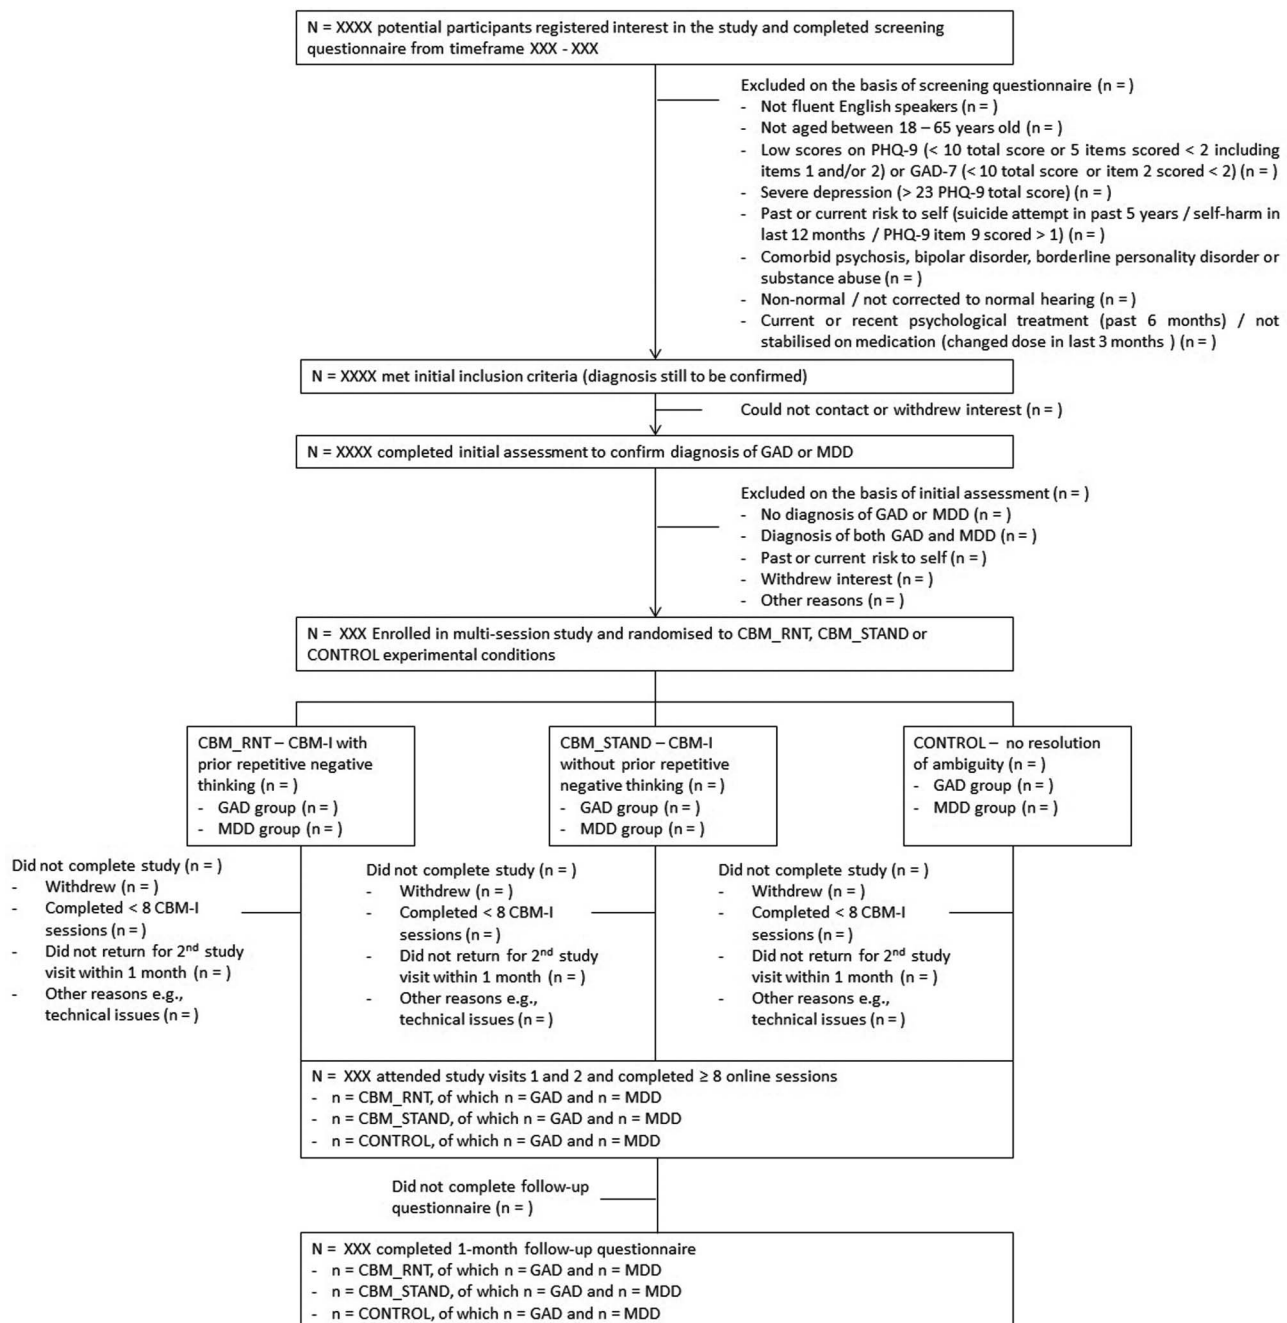 N = XXXX potential participants registered interest in the study and completed screening
questionnaire from timeframe XXX - XXX
Excluded on the basis of screening questionnaire (n = )
- Not fluent English speakers (n = )
- Not aged between 18 – 65 years old (n = )
- Low scores on PHQ-9 (< 10 total score or 5 items scored < 2 including
items 1 and/or 2) or GAD-7 (< 10 total score or item 2 scored < 2) (n = )
- Severe depression (> 23 PHQ-9 total score) (n = )
- Past or current risk to self (suicide attempt in past 5 years / self-harm in
last 12 months / PHQ-9 item 9 scored > 1) (n = )
- Comorbid psychosis, bipolar disorder, borderline personality disorder or
substance abuse (n = )
- Non-normal / not corrected to normal hearing (n = )
- Current or recent psychological treatment (past 6 months) / not
stabilised on medication (changed dose in last 3 months ) (n = )
N = XXXX met initial inclusion criteria (diagnosis still to be confirmed)
Could not contact or withdrew interest (n = )
N = XXXX completed initial assessment to confirm diagnosis of GAD or MDD
Excluded on the basis of initial assessment (n = )
- No diagnosis of GAD or MDD (n = )
- Diagnosis of both GAD and MDD (n = )
- Past or current risk to self (n = )
- Withdrew interest (n = )
- Other reasons (n = )
N = XXX Enrolled in multi-session study and randomised to CBM_RNT, CBM_STAND or
CONTROL experimental conditions
CBM_RNT – CBM-I with
prior repetitive negative
thinking (n = )
- GAD group (n = )
- MDD group (n = )
CBM_STAND – CBM-I
without prior repetitive
negative thinking (n = )
- GAD group (n = )
- MDD group (n = )
CONTROL – no resolution
of ambiguity (n = )
- GAD group (n = )
- MDD group (n = )
Did not complete study (n = )
- Withdrew (n = )
- Completed < 8 CBM-I
sessions (n = )
- Did not return for 2nd study
visit within 1 month (n = )
- Other reasons e.g.,
technical issues (n = )
Did not complete study (n = )
- Withdrew (n = )
- Completed < 8 CBM-I
sessions (n = )
- Did not return for 2nd study
visit within 1 month (n = )
- Other reasons e.g.,
technical issues (n = )
Did not complete study (n = )
- Withdrew (n = )
- Completed < 8 CBM-I
sessions (n = )
- Did not return for 2nd study
visit within 1 month (n = )
- Other reasons e.g.,
technical issues (n = )
N = XXX attended study visits 1 and 2 and completed ≥ 8 online sessions
- n = CBM_RNT, of which n = GAD and n = MDD
- n = CBM_STAND, of which n = GAD and n = MDD
- n = CONTROL, of which n = GAD and n = MDD
Did not complete follow-up
questionnaire (n = )
N = XXX completed 1-month follow-up questionnaire
- n = CBM_RNT, of which n = GAD and n = MDD
- n = CBM_STAND, of which n = GAD and n = MDD
- n = CONTROL, of which n = GAD and n = MDD